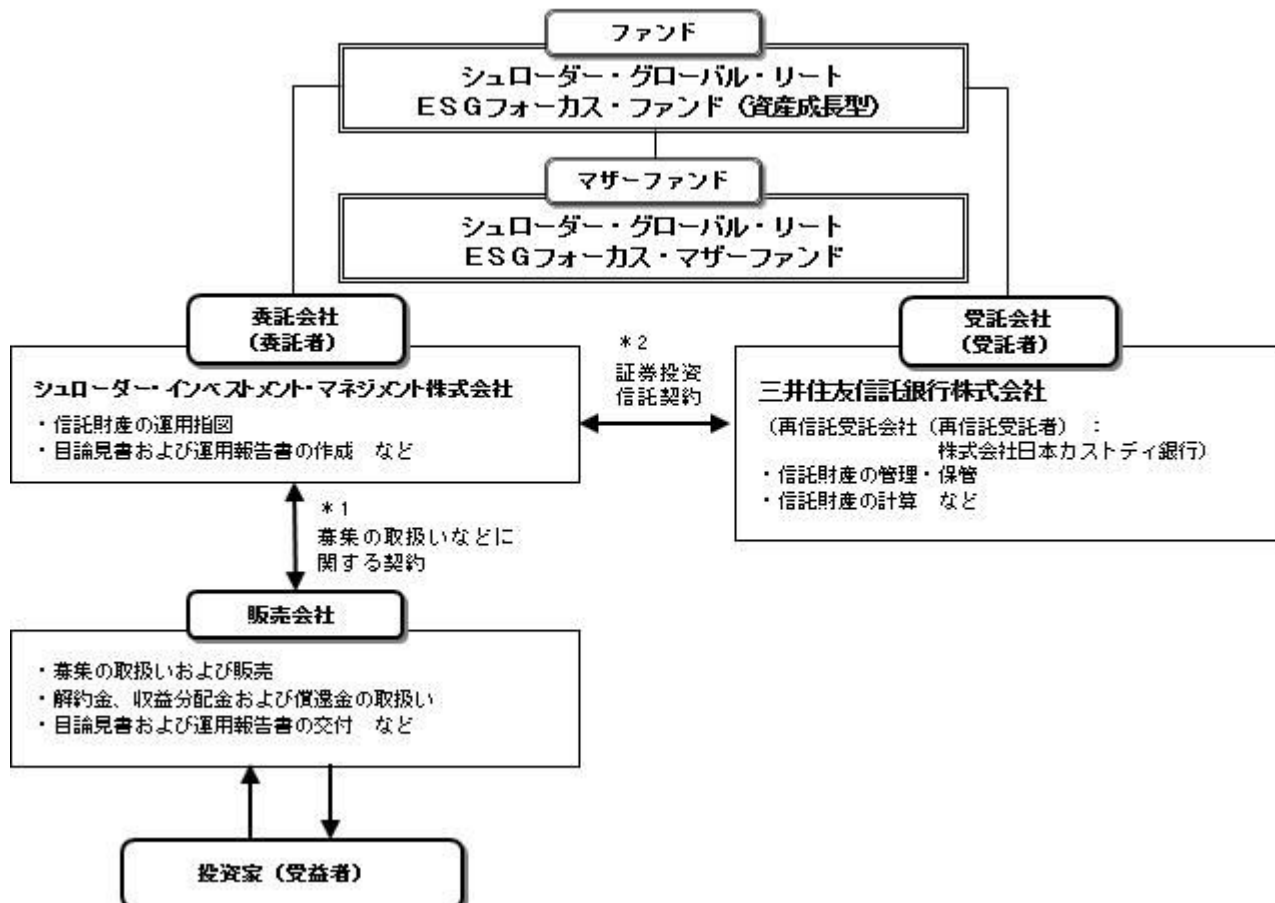 ファンド
シュローダー・グローバル・リート
ESGフォーカス・ファンド(資産成長型)
マザーファンド
シュローダー・グローバル・リート
ESGフォーカス・マザーファンド
委託会社
(委託者)
シュローダー・インベストメント・マネジメント株式会社
・信託財産の運用指図
・目論見書および運用報告書の作成 など
*2
証券投資
信託契約
受託会社
(受託者)
三井住友信託銀行株式会社
(再信託受託会社(再信託受託者) :
株式会社日本カストディ銀行)
・信託財産の管理・保管
・信託財産の計算 など
*1
募集の取扱いなどに
関する契約
販売会社
・募集の取扱いおよび販売
・解約金、収益分配金および償還金の取扱い
・目論見書および運用報告書の交付 など
投資家(受益者)